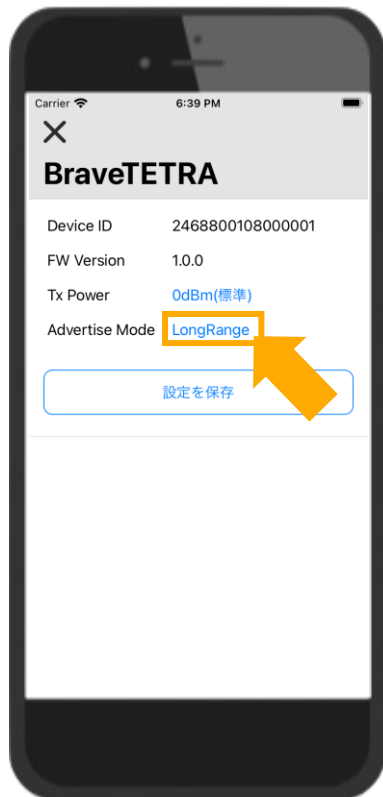 Carrier 6:39 PM
BraveTETRA
Device ID 2468800108000001
FW Version 1.0.0
Tx Power 0dBm(標準)
Advertise Mode LongRange
設定を保存